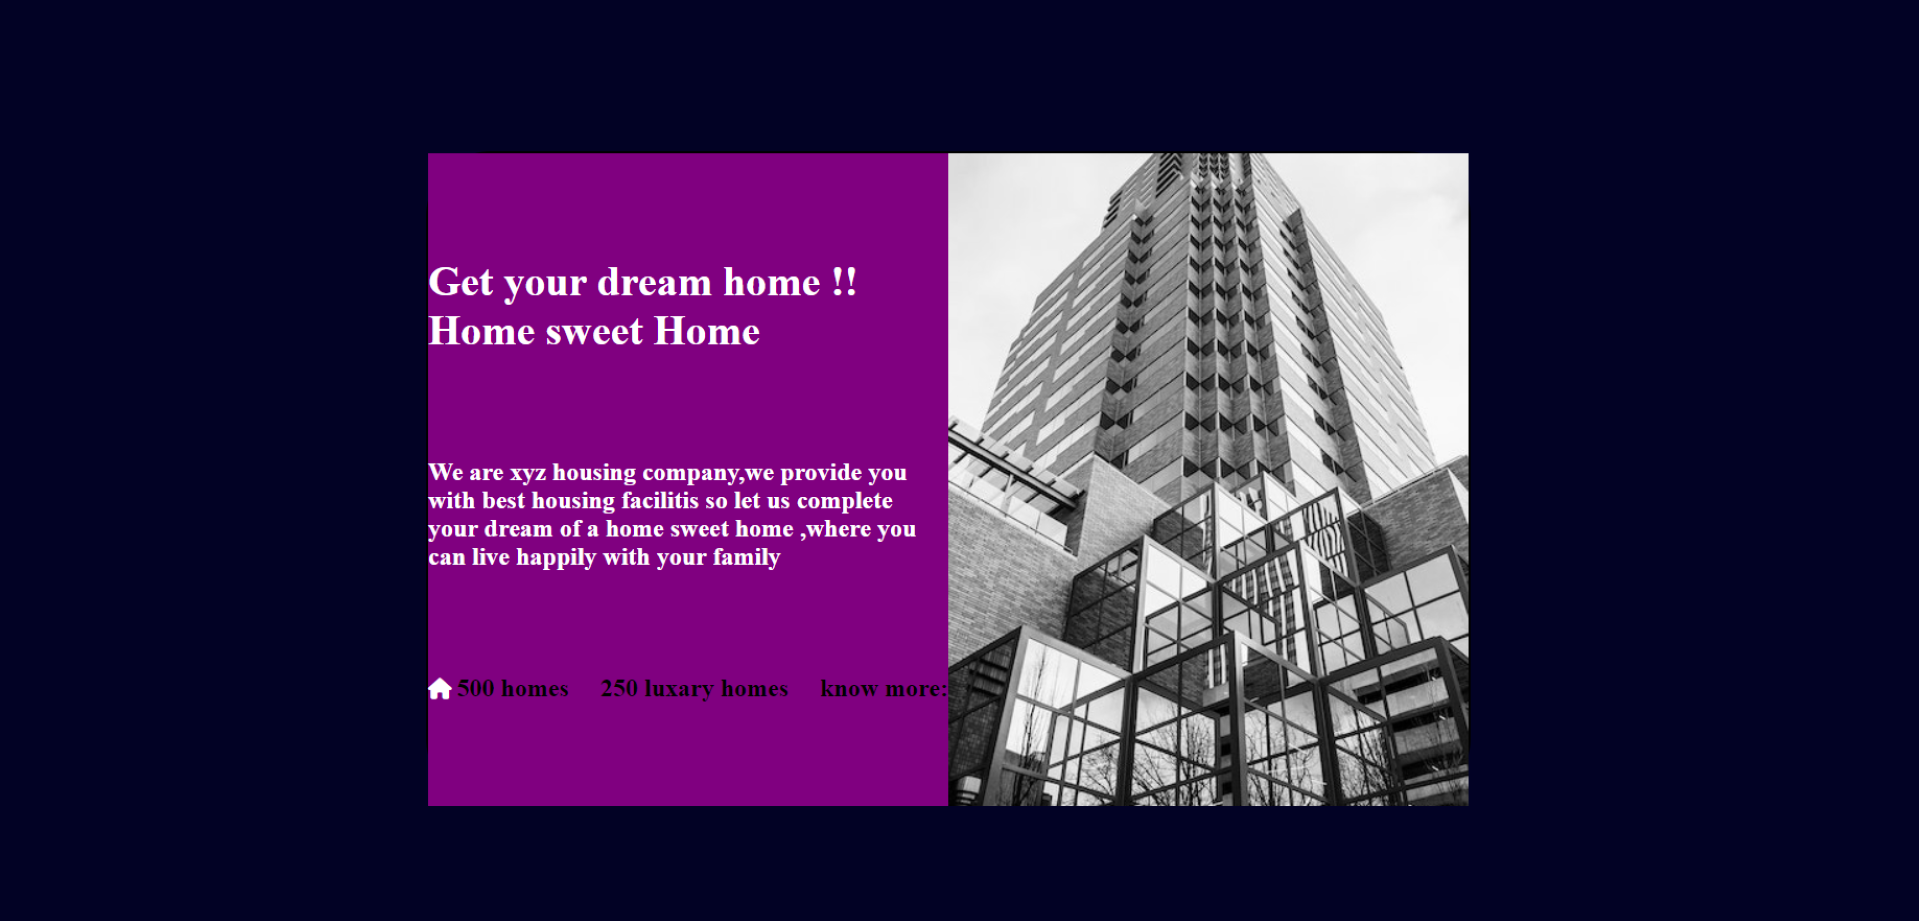 Get your dream home !!
Home sweet Home
We are xyz housing company,we provide you
with best housing facilitis so let us complete
your dream of a home sweet home ,where you
can live happily with your family
500 homes 250 luxary homes know more: